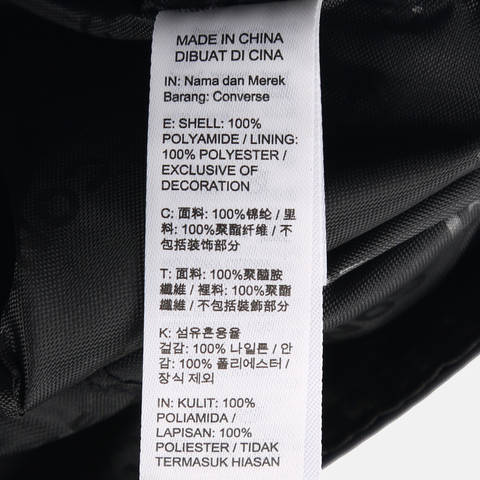 MADE IN CHINA
DIBUAT DI CINA
IN: Nama dan Merek
Barang: Converse
E: SHELL: 100%
POLYAMIDE / LINING:
100% POLYESTER /
EXCLUSIVE OF
DECORATION
C: 面料: 100%锦纶 / 里
料: 100%聚酯纤维 / 不
包括装饰部分
T: 面料: 100%聚醯胺
纖維 / 裡料: 100%聚酯
纖維 / 不包括裝飾部分
K: 섬유혼용율
겉감: 100% 나일론 / 안
감: 100% 폴리에스터 /
장식 제외
IN: KULIT: 100%
POLIAMIDA /
LAPISAN: 100%
POLIESTER / TIDAK
TERMASUK HIASAN